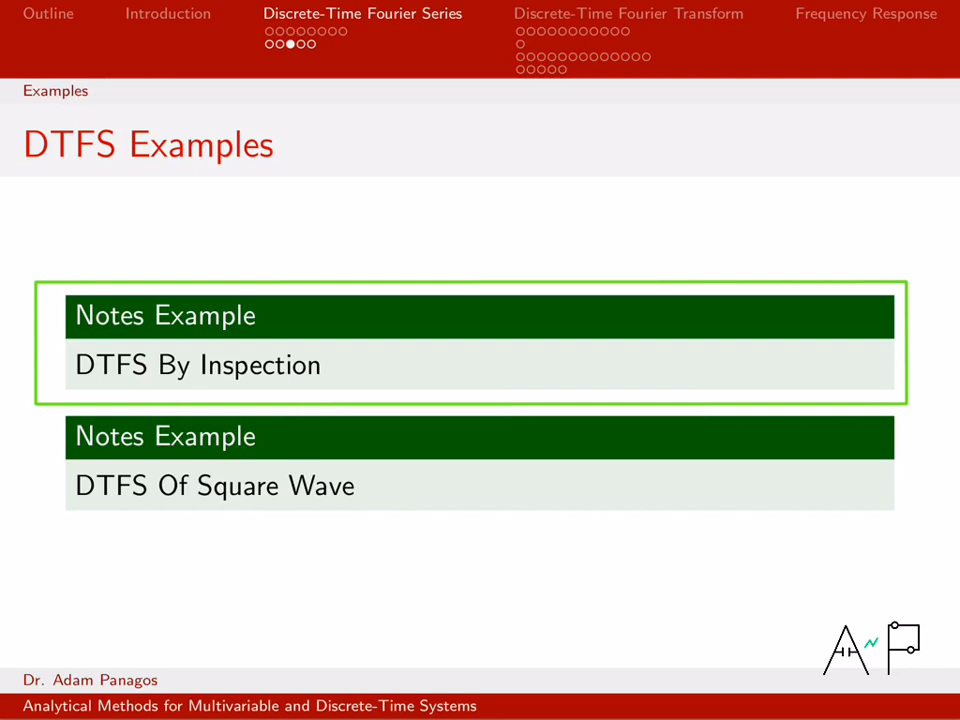 Outline Introduction Discrete-Time Fourier Series Discrete-Time Fourier Transform Frequency Response
Examples
DTFS Examples
Notes Example
DTFS By Inspection
Notes Example
DTFS Of Square Wave
AP
Dr. Adam Panagos
Analytical Methods for Multivariable and Discrete-Time Systems